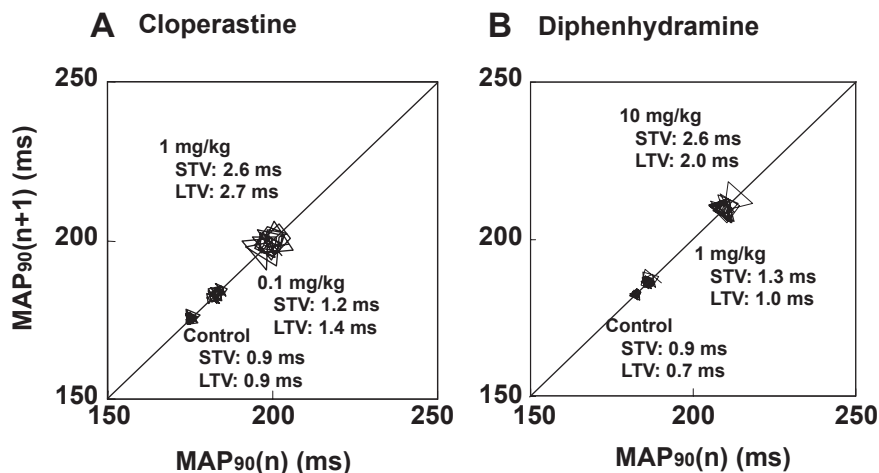 A Cloperastine
250
200
150
MAP90(n+1) (ms)
1 mg/kg
STV: 2.6 ms
LTV: 2.7 ms
0.1 mg/kg
STV: 1.2 ms
LTV: 1.4 ms
Control
STV: 0.9 ms
LTV: 0.9 ms
150 200 250
MAP90(n) (ms)
B Diphenhydramine
250
200
150
10 mg/kg
STV: 2.6 ms
LTV: 2.0 ms
1 mg/kg
STV: 1.3 ms
LTV: 1.0 ms
Control
STV: 0.9 ms
LTV: 0.7 ms
150 200 250
MAP90(n) (ms)